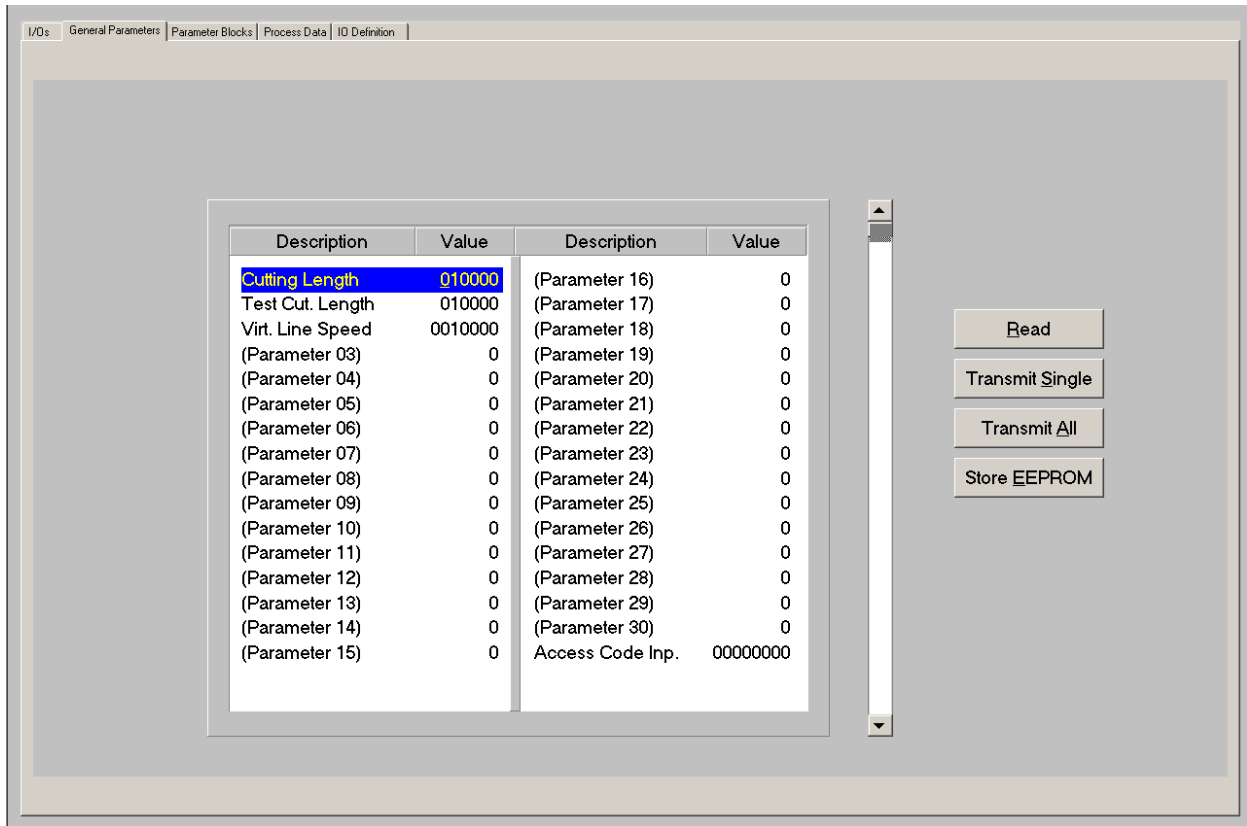 I/Os General Parameters Parameter Blocks Process Data IO Definition
Description Value Description Value
Cutting Length 010000 (Parameter 16) 0
Test Cut. Length 010000 (Parameter 17) 0
Virt. Line Speed 0010000 (Parameter 18) 0
(Parameter 03) 0 (Parameter 19) 0
(Parameter 04) 0 (Parameter 20) 0
(Parameter 05) 0 (Parameter 21) 0
(Parameter 06) 0 (Parameter 22) 0
(Parameter 07) 0 (Parameter 23) 0
(Parameter 08) 0 (Parameter 24) 0
(Parameter 09) 0 (Parameter 25) 0
(Parameter 10) 0 (Parameter 26) 0
(Parameter 11) 0 (Parameter 27) 0
(Parameter 12) 0 (Parameter 28) 0
(Parameter 13) 0 (Parameter 29) 0
(Parameter 14) 0 (Parameter 30) 0
(Parameter 15) 0 Access Code Inp. 00000000
Read
Transmit Single
Transmit All
Store EEPROM